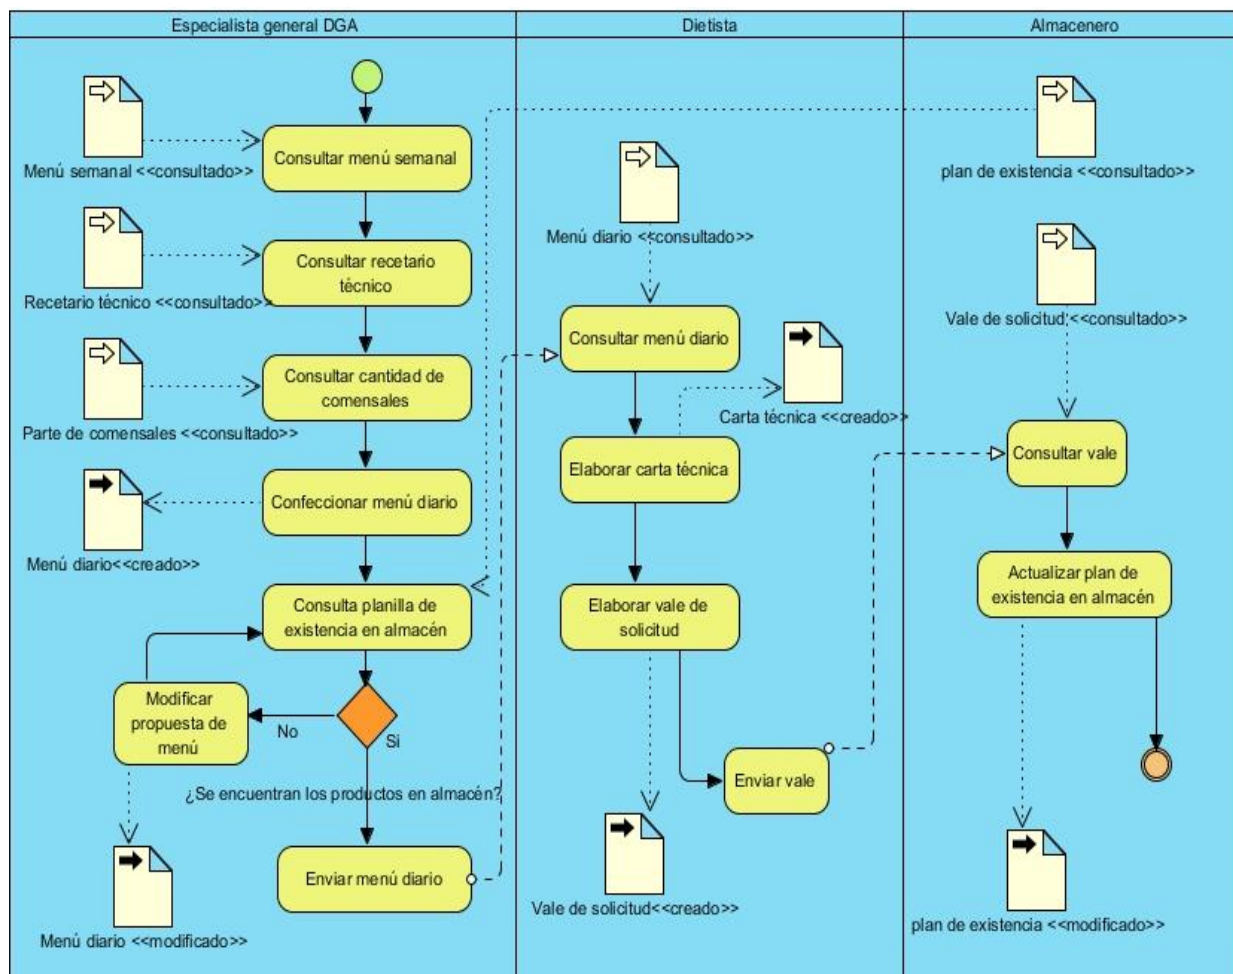 Especialista general DGA
Dietista
Almacenero
Menú semanal <<consultado>>
Consultar menú semanal
Recetario técnico <<consultado>>
Consultar recetario
técnico
Parte de comensales <<consultado>>
Consultar cantidad de
comensales
Menú diario<<creado>>
Confeccionar menú diario
Consulta planilla de
existencia en almacén
Modificar
propuesta de
menú
No
Si
¿Se encuentran los productos en almacén?
Menú diario <<modificado>>
Enviar menú diario
Menú diario <<consultado>>
Consultar menú diario
Carta técnica <<creado>>
Elaborar carta técnica
Elaborar vale de
solicitud
Enviar vale
Vale de solicitud<<creado>>
plan de existencia <<consultado>>
Vale de solicitud <<consultado>>
Consultar vale
Actualizar plan de
existencia en almacén
plan de existencia <<modificado>>